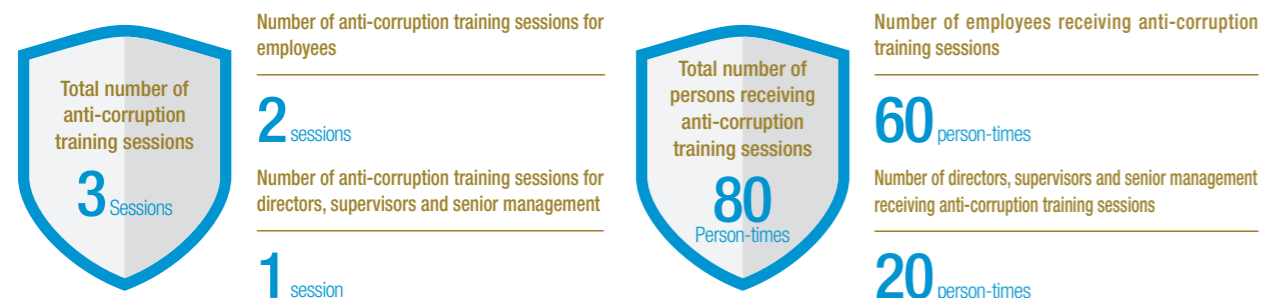 Total number of
anti-corruption
training sessions
3 Sessions
Number of anti-corruption training sessions for
employees
2 sessions
Number of anti-corruption training sessions for
directors, supervisors and senior management
1 session
Total number of
persons receiving
anti-corruption
training sessions
80
Person-times
Number of employees receiving anti-corruption
training sessions
60 person-times
Number of directors, supervisors and senior management
receiving anti-corruption training sessions
20 person-times